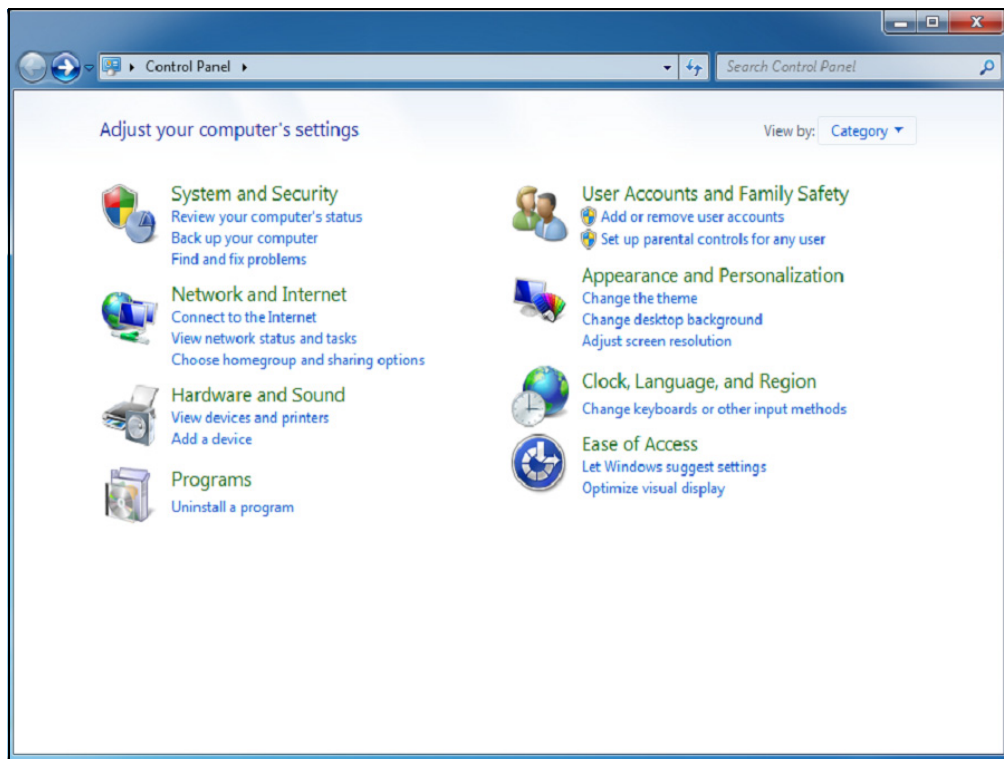 Control Panel
Search Control Panel
Adjust your computer's settings
View by: Category
System and Security
Review your computer's status
Back up your computer
Find and fix problems
Network and Internet
Connect to the Internet
View network status and tasks
Choose homegroup and sharing options
Hardware and Sound
View devices and printers
Add a device
Programs
Uninstall a program
User Accounts and Family Safety
Add or remove user accounts
Set up parental controls for any user
Appearance and Personalization
Change the theme
Change desktop background
Adjust screen resolution
Clock, Language, and Region
Change keyboards or other input methods
Ease of Access
Let Windows suggest settings
Optimize visual display